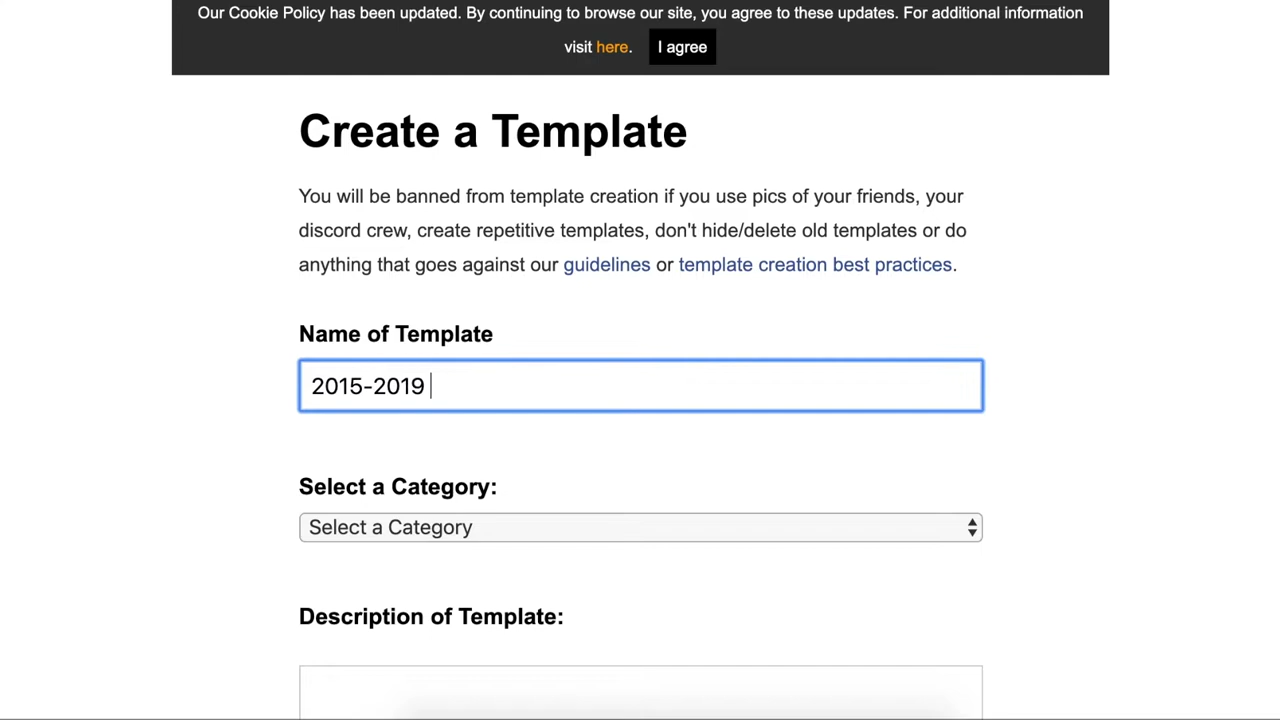 Our Cookie Policy has been updated. By continuing to browse our site, you agree to these updates. For additional information
visit here. I agree
Create a Template
You will be banned from template creation if you use pics of your friends, your
discord crew, create repetitive templates, don't hide/delete old templates or do
anything that goes against our guidelines or template creation best practices.
Name of Template
2015-2019
Select a Category:
Select a Category
Description of Template: